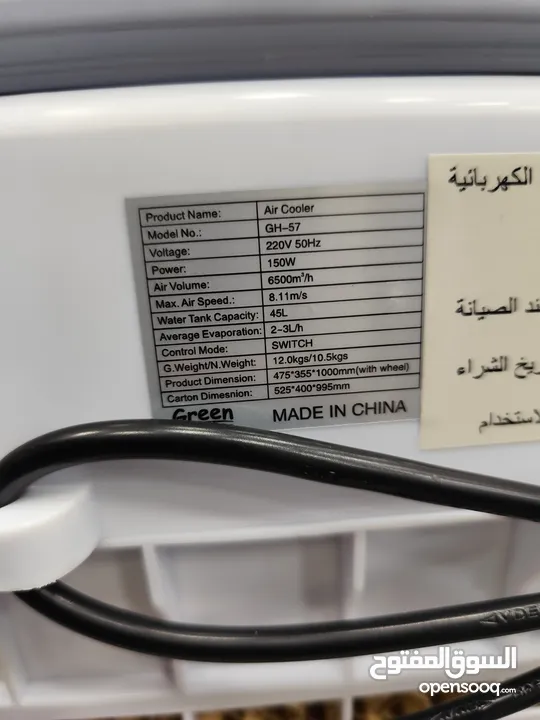 Product Name: Air Cooler
Model No.: GH-57
Voltage: 220V 50Hz
Power: 150W
Air Volume: 6500m³/h
Max. Air Speed.: 8.11m/s
Water Tank Capacity: 45L
Average Evaporation: 2-3L/h
Control Mode: SWITCH
G.Weight/N.Weight: 12.0kgs/10.5kgs
Product Dimension: 475*355*1000mm(with wheel)
Carton Dimesnion: 525*400*995mm
Green MADE IN CHINA
الكهربائية
ند الصيانة
ريخ الشراء
لاستخدام
السوق المفتوح
opensooq.com